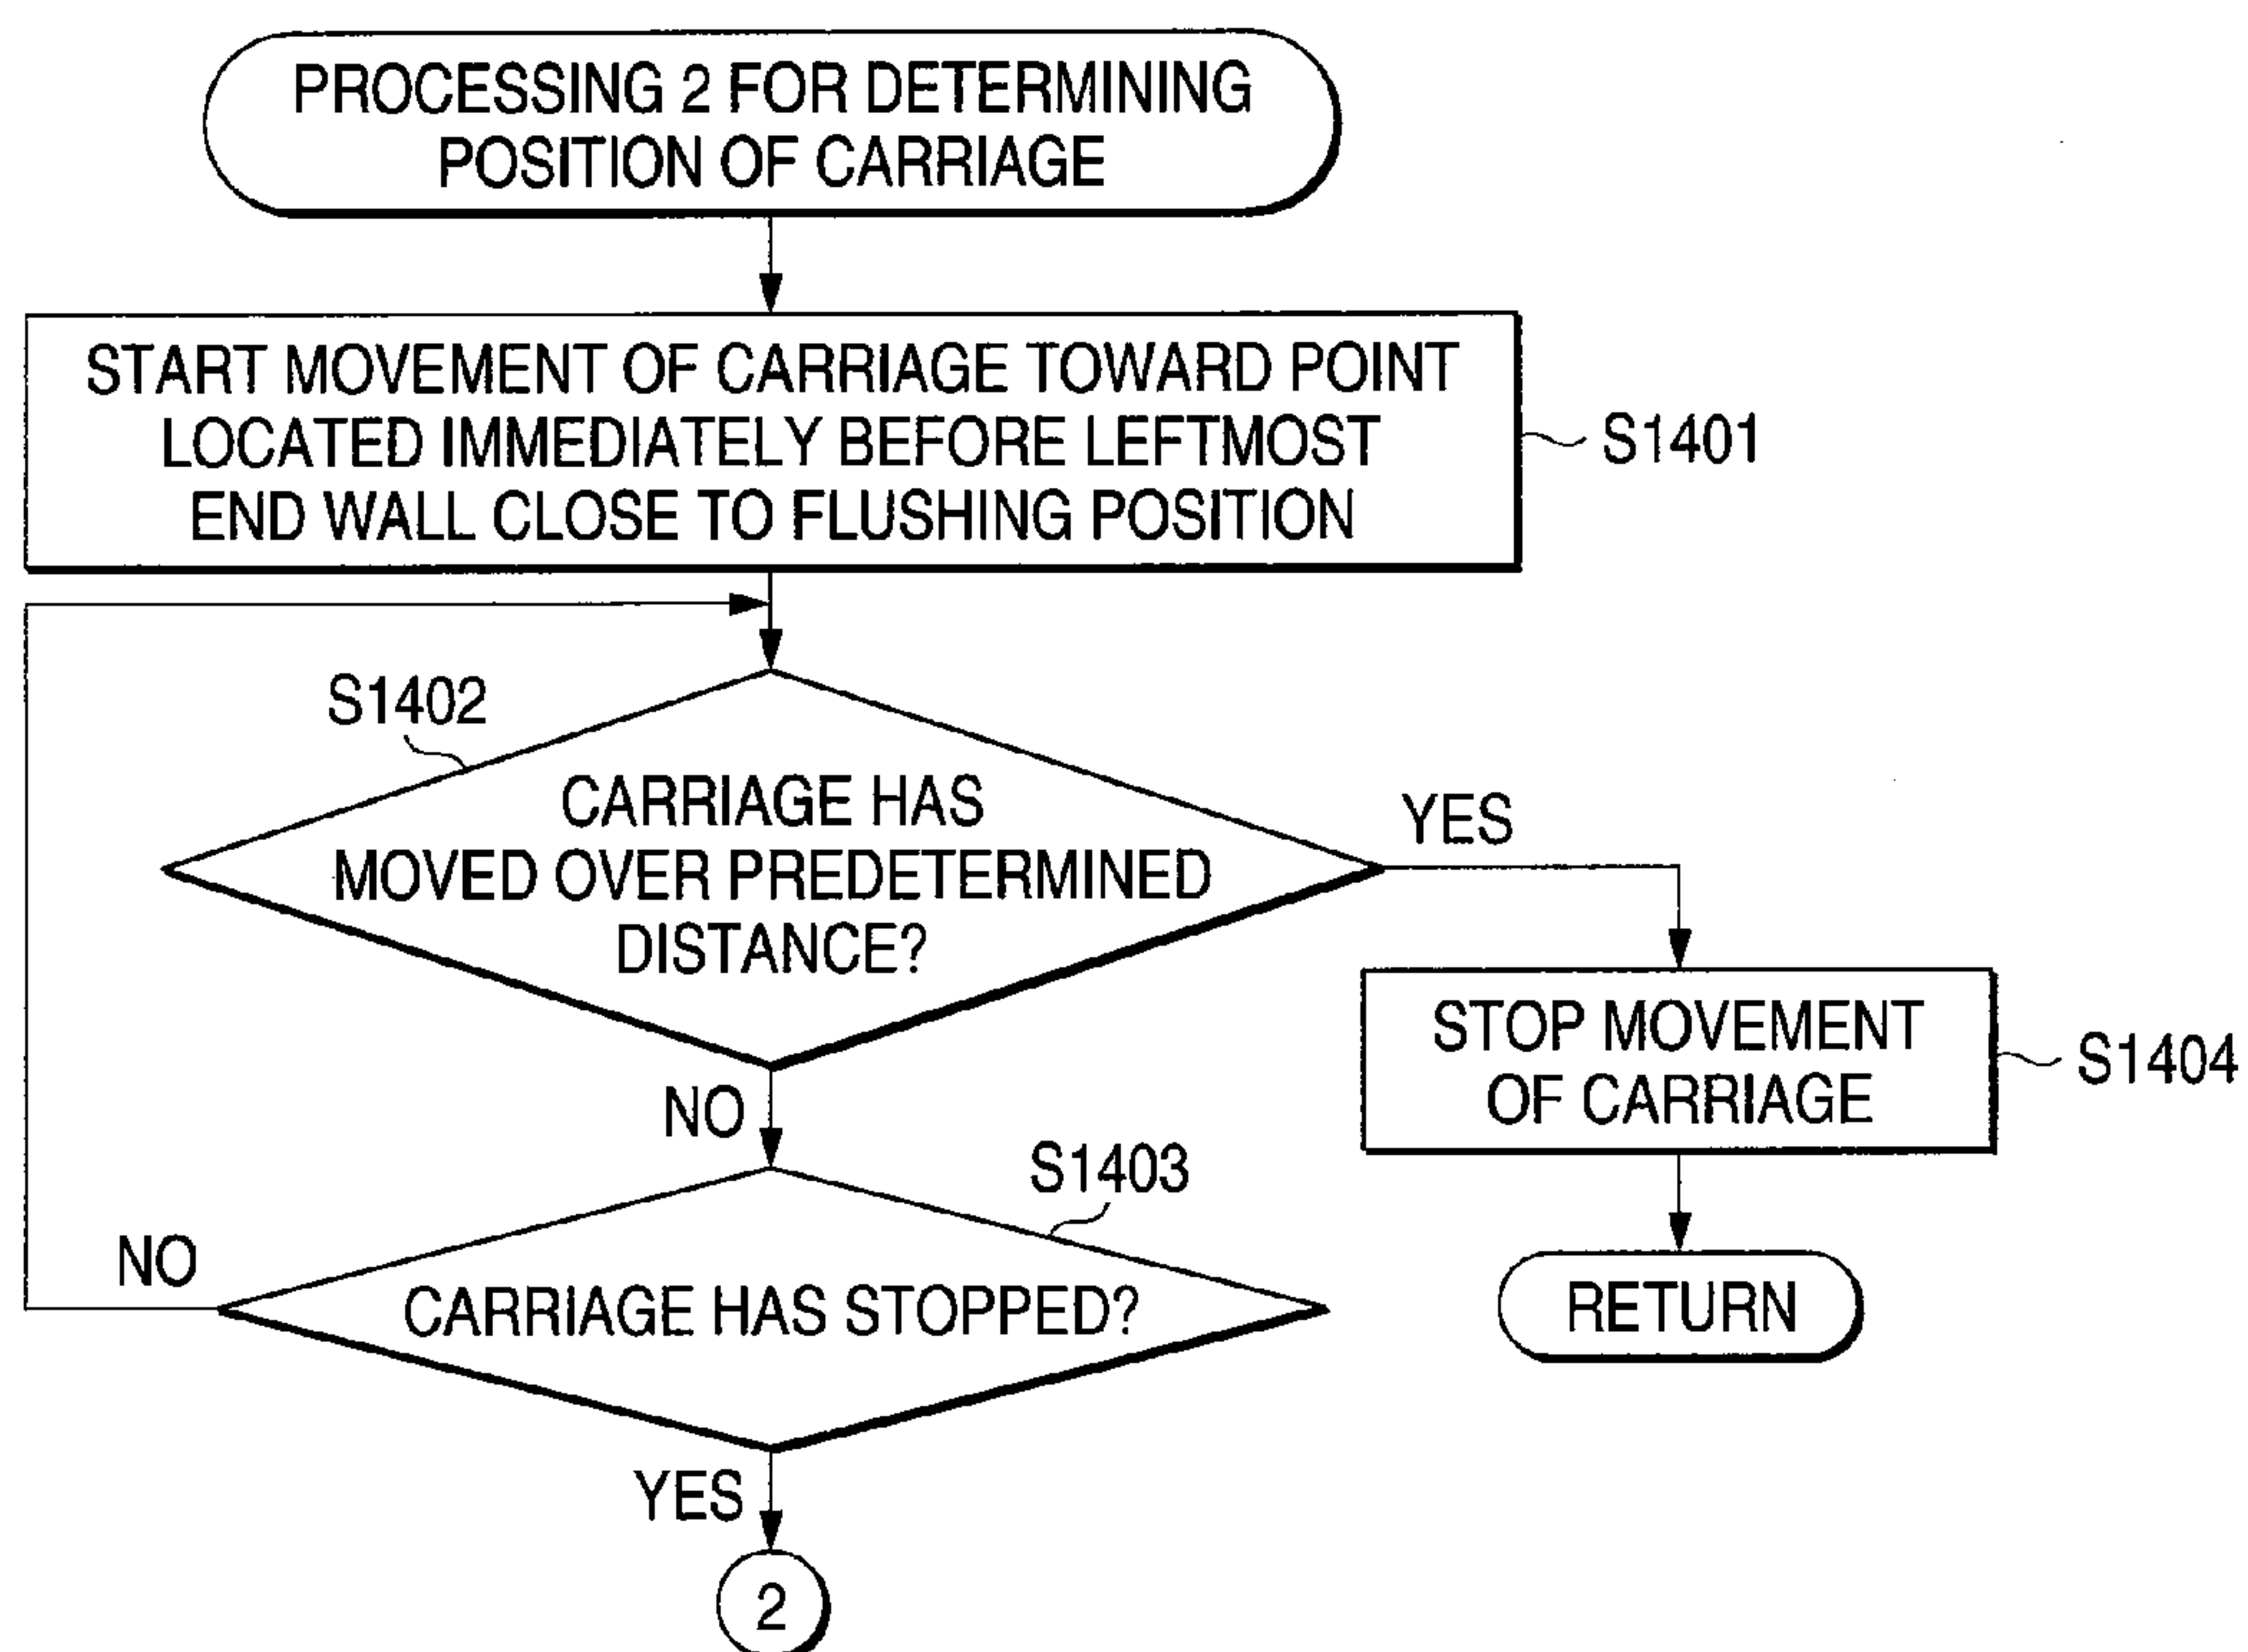 PROCESSING 2 FOR DETERMINING
POSITION OF CARRIAGE
START MOVEMENT OF CARRIAGE TOWARD POINT
LOCATED IMMEDIATELY BEFORE LEFTMOST
END WALL CLOSE TO FLUSHING POSITION
S1401
S1402
CARRIAGE HAS
MOVED OVER PREDETERMINED
DISTANCE?
YES
STOP MOVEMENT
OF CARRIAGE
S1404
NO
S1403
CARRIAGE HAS STOPPED?
NO
RETURN
YES
2